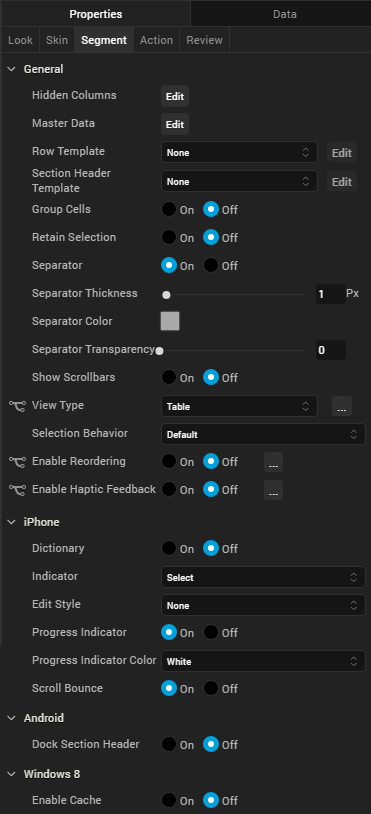 Properties Data
Look Skin Segment Action Review
General
Hidden Columns Edit
Master Data Edit
Row Template None Edit
Section Header
Template None Edit
Group Cells On Off
Retain Selection On Off
Separator On Off
Separator Thickness 1 Px
Separator Color
Separator Transparency 0
Show Scrollbars On Off
View Type Table ...
Selection Behavior Default
Enable Reordering On Off ...
Enable Haptic Feedback On Off ...
iPhone
Dictionary On Off
Indicator Select
Edit Style None
Progress Indicator On Off
Progress Indicator Color White
Scroll Bounce On Off
Android
Dock Section Header On Off
Windows 8
Enable Cache On Off